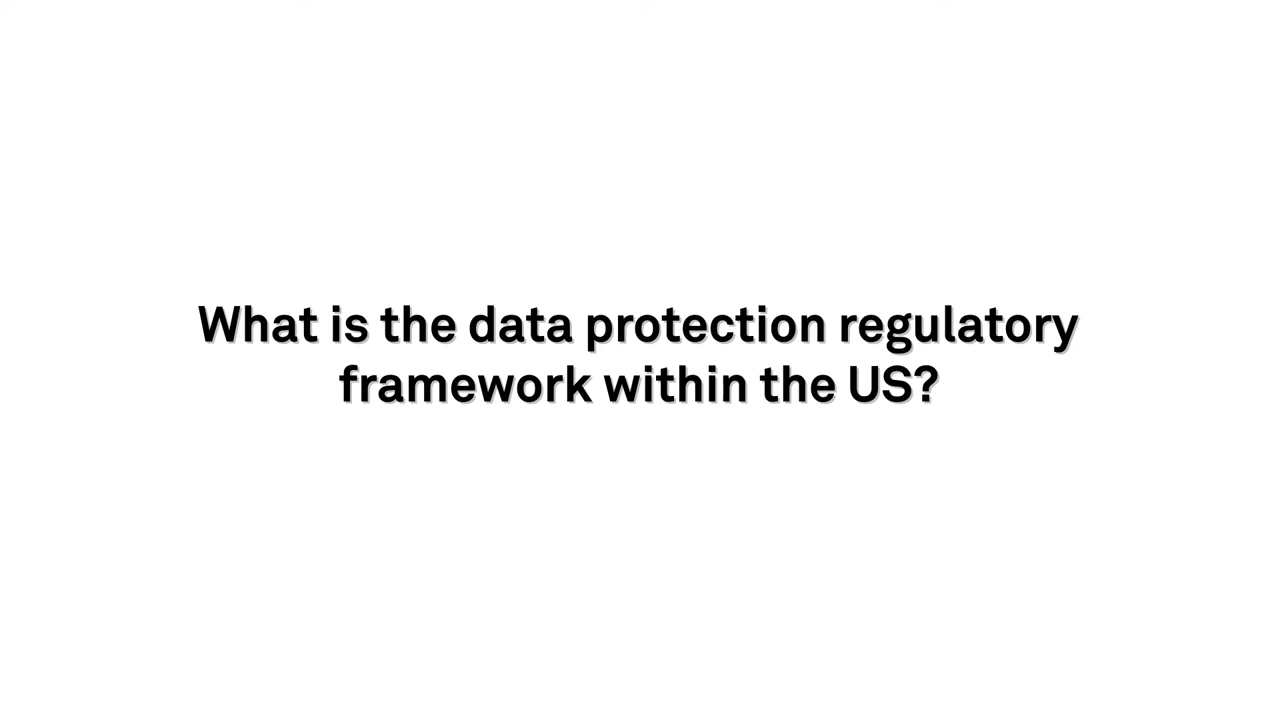 What is the data protection regulatory
framework within the US?